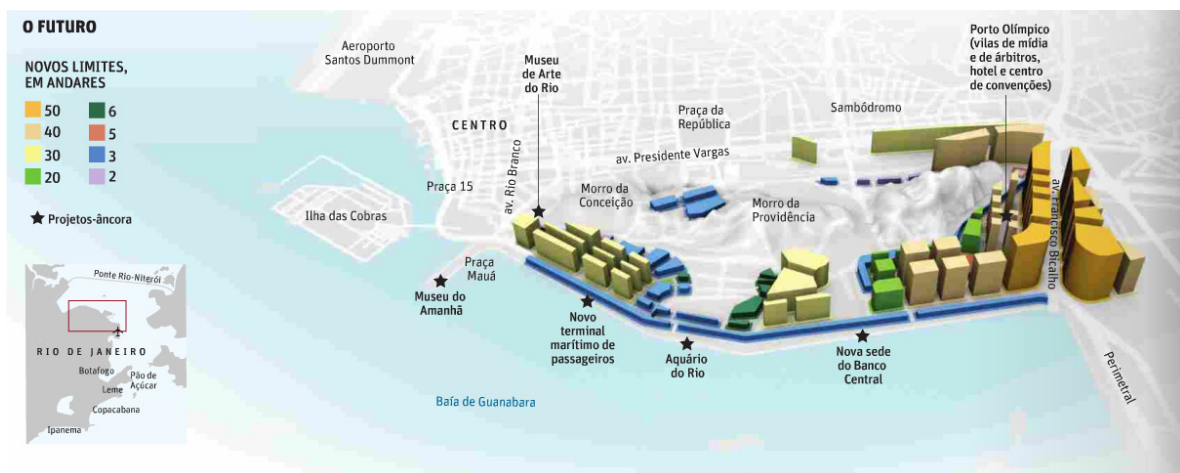 O FUTURO
NOVOS LIMITES,
EM ANDARES
50
40
30
20
6
5
3
2
Projetos-âncora
Aeroporto
Santos Dummont
Museu
de Arte
do Rio
Porto Olímpico
(vilas de mídia
e de árbitros,
hotel e centro
de convenções)
CENTRO
Praça da
República
Sambódromo
av. Presidente Vargas
av. Rio Branco
Praça 15
Ilha das Cobras
Morro da
Conceição
Morro da
Providência
av. Francisco Bicalho
Praça
Mauá
Museu do
Amanhã
Novo
terminal
marítimo de
passageiros
Aquário
do Rio
Nova sede
do Banco
Central
Perimetral
Baía de Guanabara
Ponte Rio-Niterói
RIO DE JANEIRO
Botafogo
Pão de
Açúcar
Leme
Copacabana
Ipanema